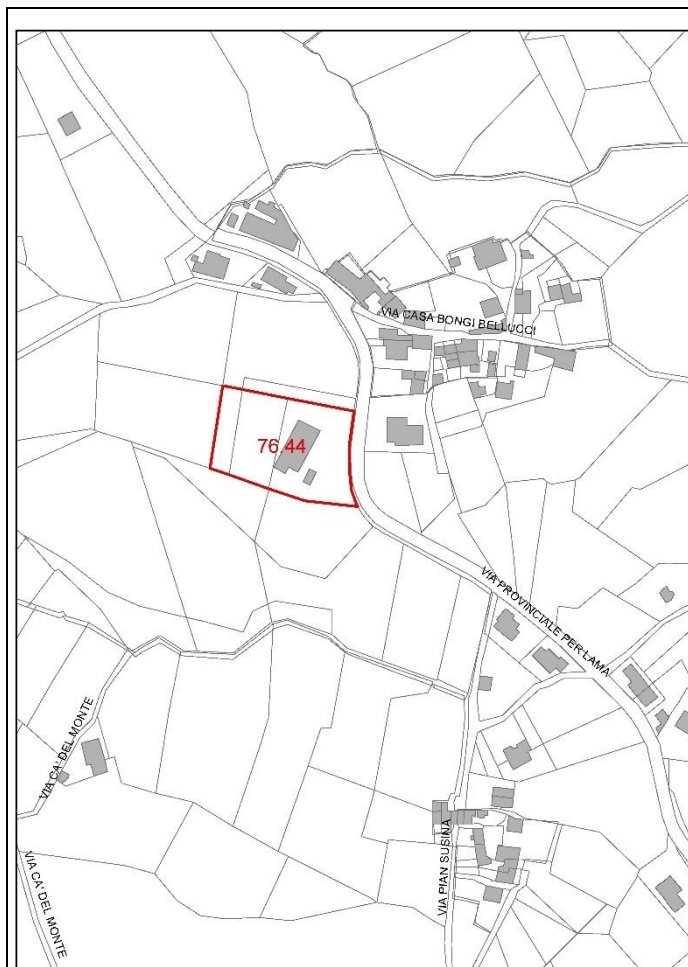 VIA CASA BONGI BELLUCCI
76.44
VIA PROVINCIALE PER LAMA
VIA CA' DEL MONTE
VIA PIAN SUSINA
VIA CA' DEL MONTE